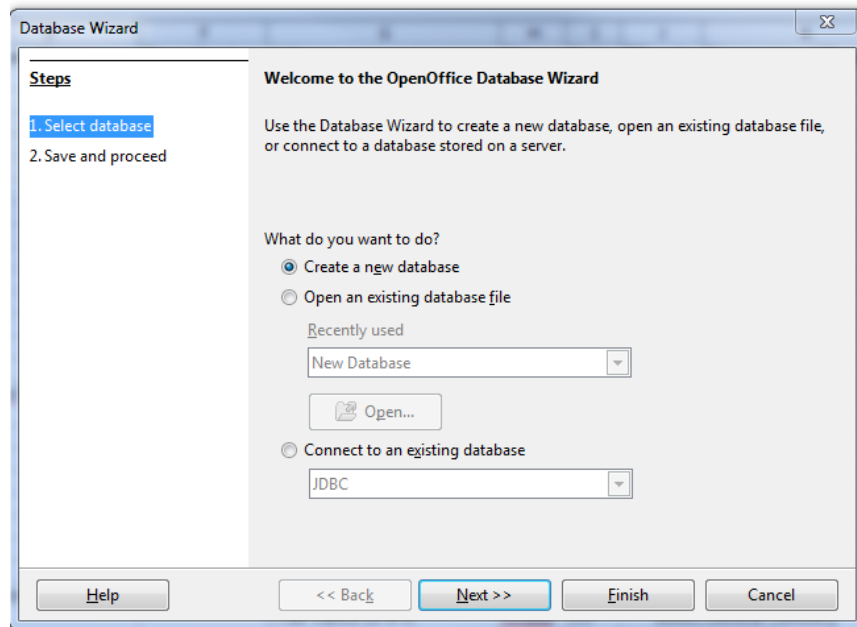 Database Wizard
Steps
1. Select database
2. Save and proceed
Welcome to the OpenOffice Database Wizard
Use the Database Wizard to create a new database, open an existing database file,
or connect to a database stored on a server.
What do you want to do?
Create a new database
Open an existing database file
Recently used
New Database
Open...
Connect to an existing database
JDBC
Help
<< Back
Next >>
Finish
Cancel